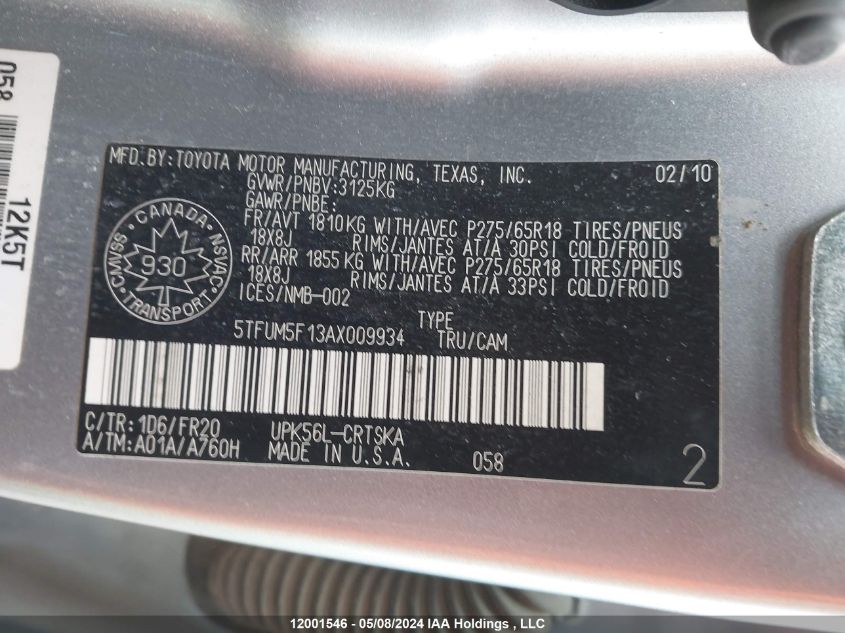 058
12K5T
MFD.BY:TOYOTA MOTOR MANUFACTURING, TEXAS, INC. 02/10
GVWR/PNBV:3125KG
GAWR/PNBE:
FR/AVT 1810KG WITH/AVEC P275/65R18 TIRES/PNEUS
18X8J RIMS/JANTES AT/A 30PSI COLD/FROID
RR/ARR 1855KG WITH/AVEC P275/65R18 TIRES/PNEUS
18X8J RIMS/JANTES AT/A 33PSI COLD/FROID
ICES/NMB-002
CANADA
CMVSS
NSVAC
930
TRANSPORT
TYPE
5TFUM5F13AX009934 TRU/CAM
C/TR:1D6/FR20 UPK56L-CRTSKA
A/TM:A01A/A760H MADE IN U.S.A. 058
2
12001546 - 05/08/2024 IAA Holdings, LLC